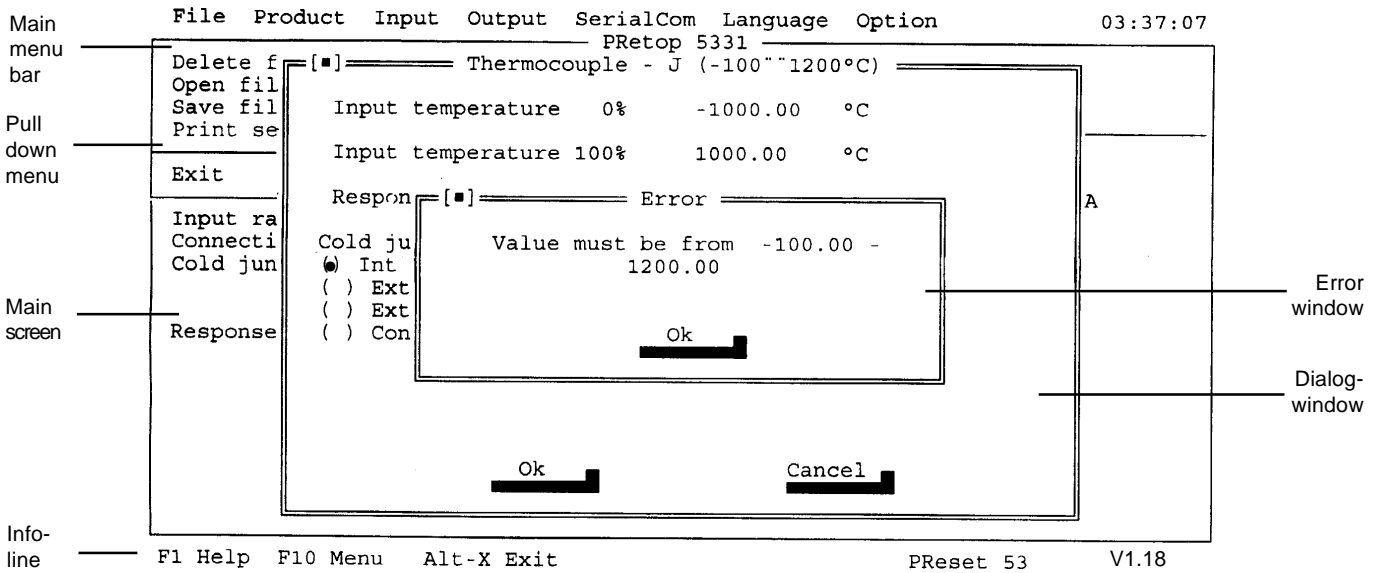 File Product Input Output SerialCom Language Option 03:37:07
Main
menu
bar
PRetop 5331
Delete f
[■] Thermocouple - J (-100¨¨1200°C)
Open fil
Save fil
Input temperature 0% -1000.00 °C
Print se
Pull
down
menu
Input temperature 100% 1000.00 °C
Exit
Respon
[■] Error
A
Input ra
Connecti
Cold ju
Value must be from -100.00 -
1200.00
Cold jun
(●) Int
( ) Ext
( ) Ext
( ) Con
Error
window
Main
screen
Response
Ok
Dialog-
window
Ok Cancel
Info-
line
F1 Help F10 Menu Alt-X Exit PReset 53 V1.18